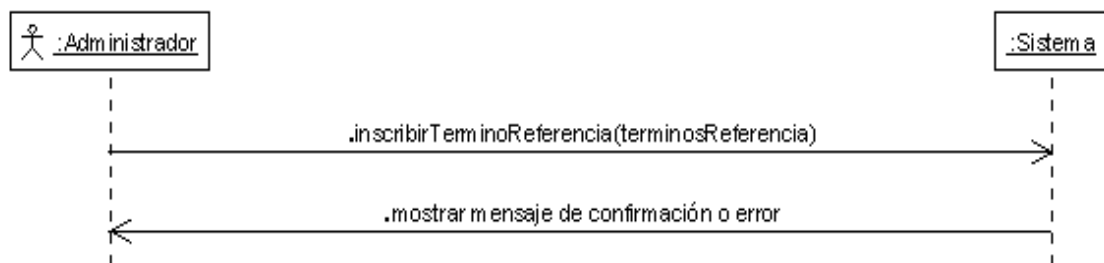 :Administrador
:Sistema
.inscribirTerminoReferencia(terminosReferencia)
.mostrar mensaje de confirmación o error